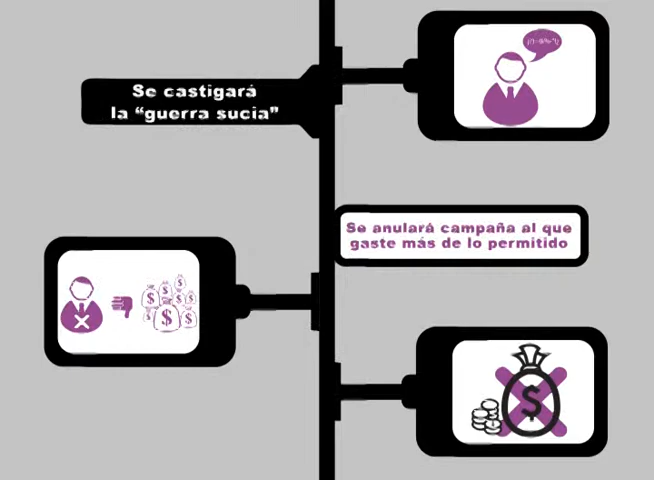 Se castigará
la “guerra sucia”
Se anulará campaña al que
gaste más de lo permitido